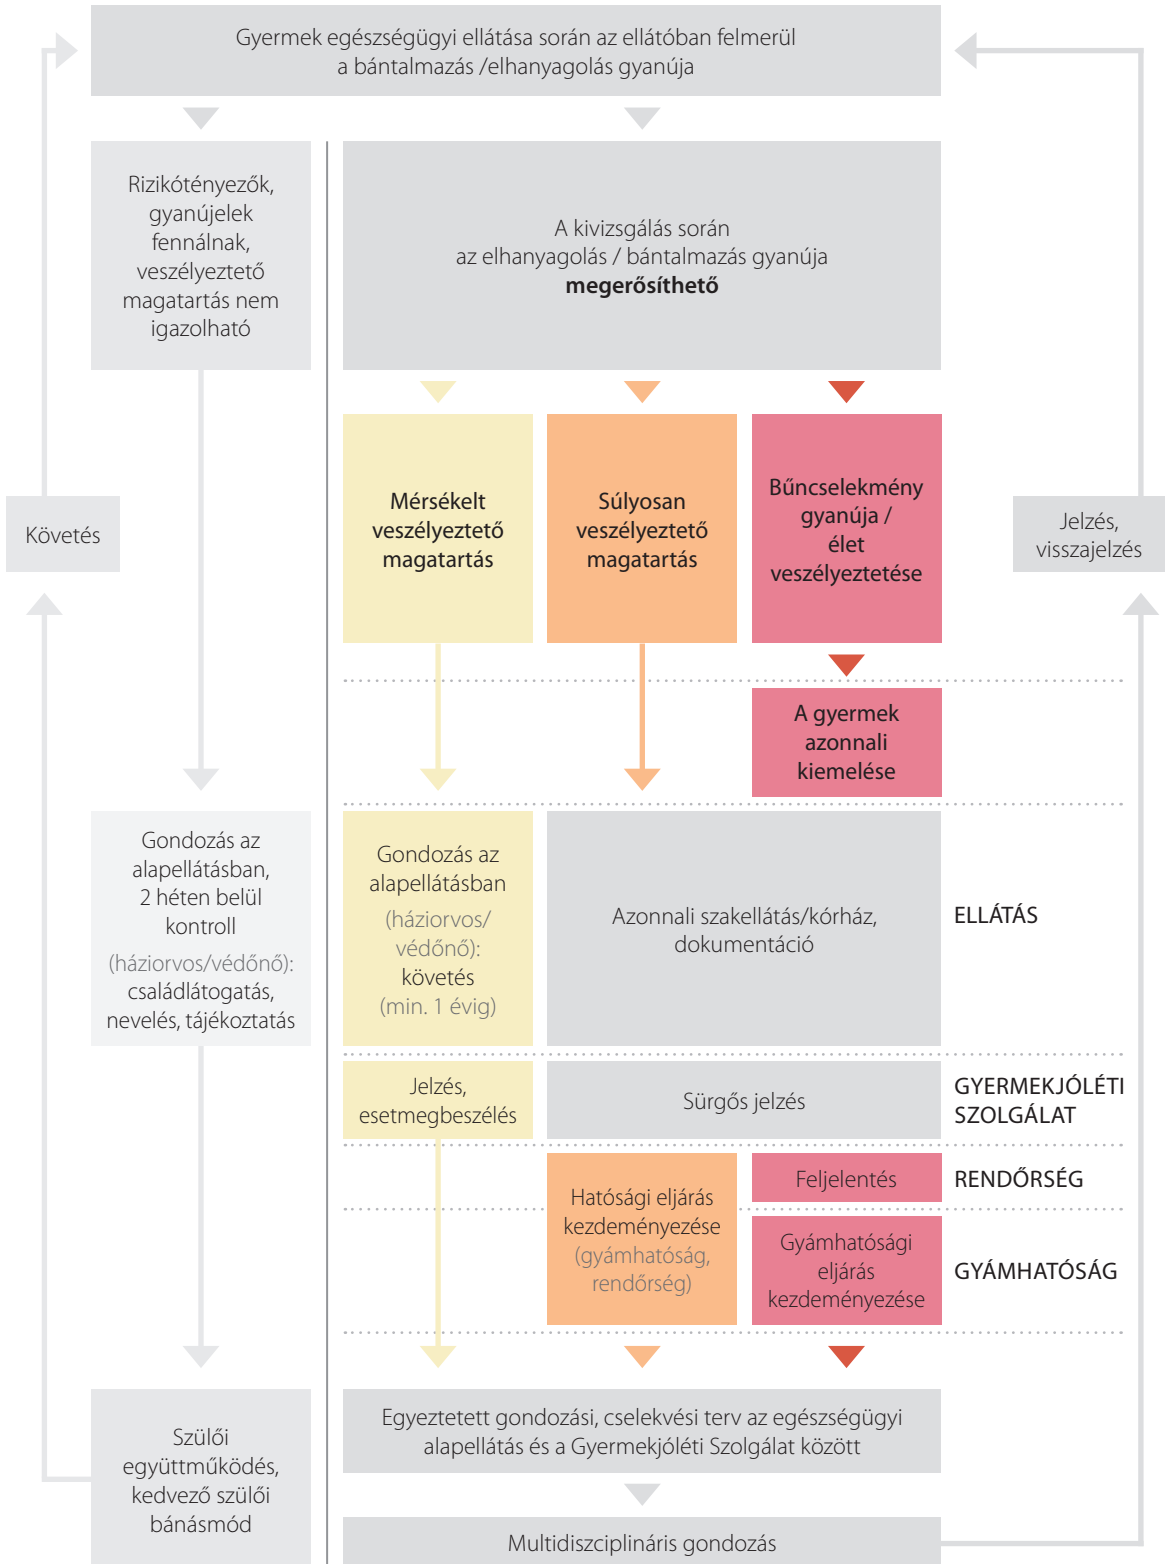 Gyermek egészségügyi ellátása során az ellátóban felmerül
a bántalmazás /elhanyagolás gyanúja
Rizikótényezők,
gyanújelek
fennálnak,
veszélyeztető
magatartás nem
igazolható
A kivizsgálás során
az elhanyagolás / bántalmazás gyanúja
megerősíthető
Mérsékelt
veszélyeztető
magatartás
Súlyosan
veszélyeztető
magatartás
Bűncselekmény
gyanúja /
élet
veszélyeztetése
Követés
Jelzés,
visszajelzés
A gyermek
azonnali
kiemelése
Gondozás az
alapellátásban,
2 héten belül
kontroll
(háziorvos/védőnő):
családlátogatás,
nevelés, tájékoztatás
Gondozás az
alapellátásban
(háziorvos/
védőnő):
követés
(min. 1 évig)
Azonnali szakellátás/kórház,
dokumentáció
ELLÁTÁS
Jelzés,
esetmegbeszélés
Sürgős jelzés
GYERMEKJÓLÉTI
SZOLGÁLAT
Hatósági eljárás
kezdeményezése
(gyámhatóság,
rendőrség)
Feljelentés
RENDŐRSÉG
Gyámhatósági
eljárás
kezdeményezése
GYÁMHATÓSÁG
Szülői
együttműködés,
kedvező szülői
bánásmód
Egyeztetett gondozási, cselekvési terv az egészségügyi
alapellátás és a Gyermekjóléti Szolgálat között
Multidiszciplináris gondozás